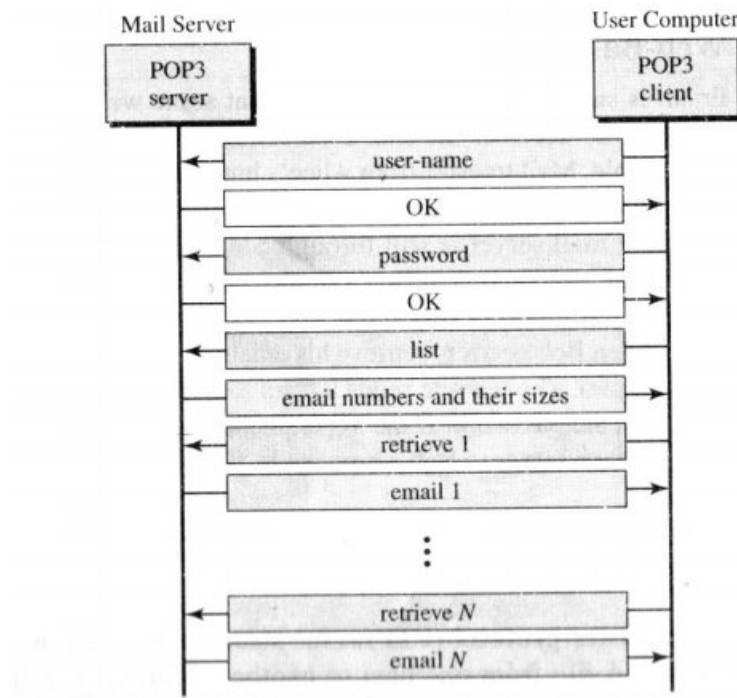 Mail Server
User Computer
POP3
server
POP3
client
user-name
OK
password
OK
list
email numbers and their sizes
retrieve 1
email 1
retrieve N
email N